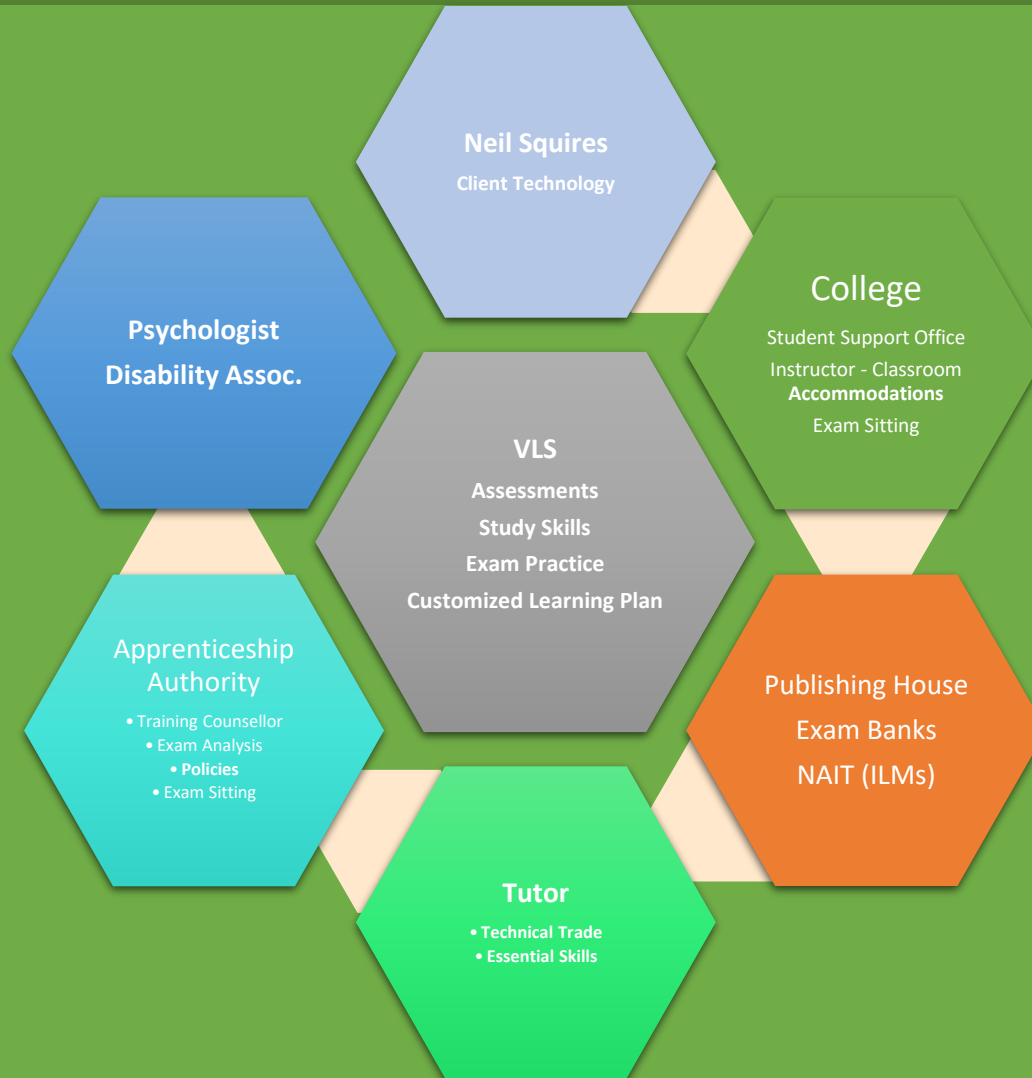 Neil Squires
Client Technology
Psychologist
Disability Assoc.
College
Student Support Office
Instructor - Classroom
Accommodations
Exam Sitting
VLS
Assessments
Study Skills
Exam Practice
Customized Learning Plan
Apprenticeship
Authority
• Training Counsellor
• Exam Analysis
• Policies
• Exam Sitting
Publishing House
Exam Banks
NAIT (ILMs)
Tutor
• Technical Trade
• Essential Skills